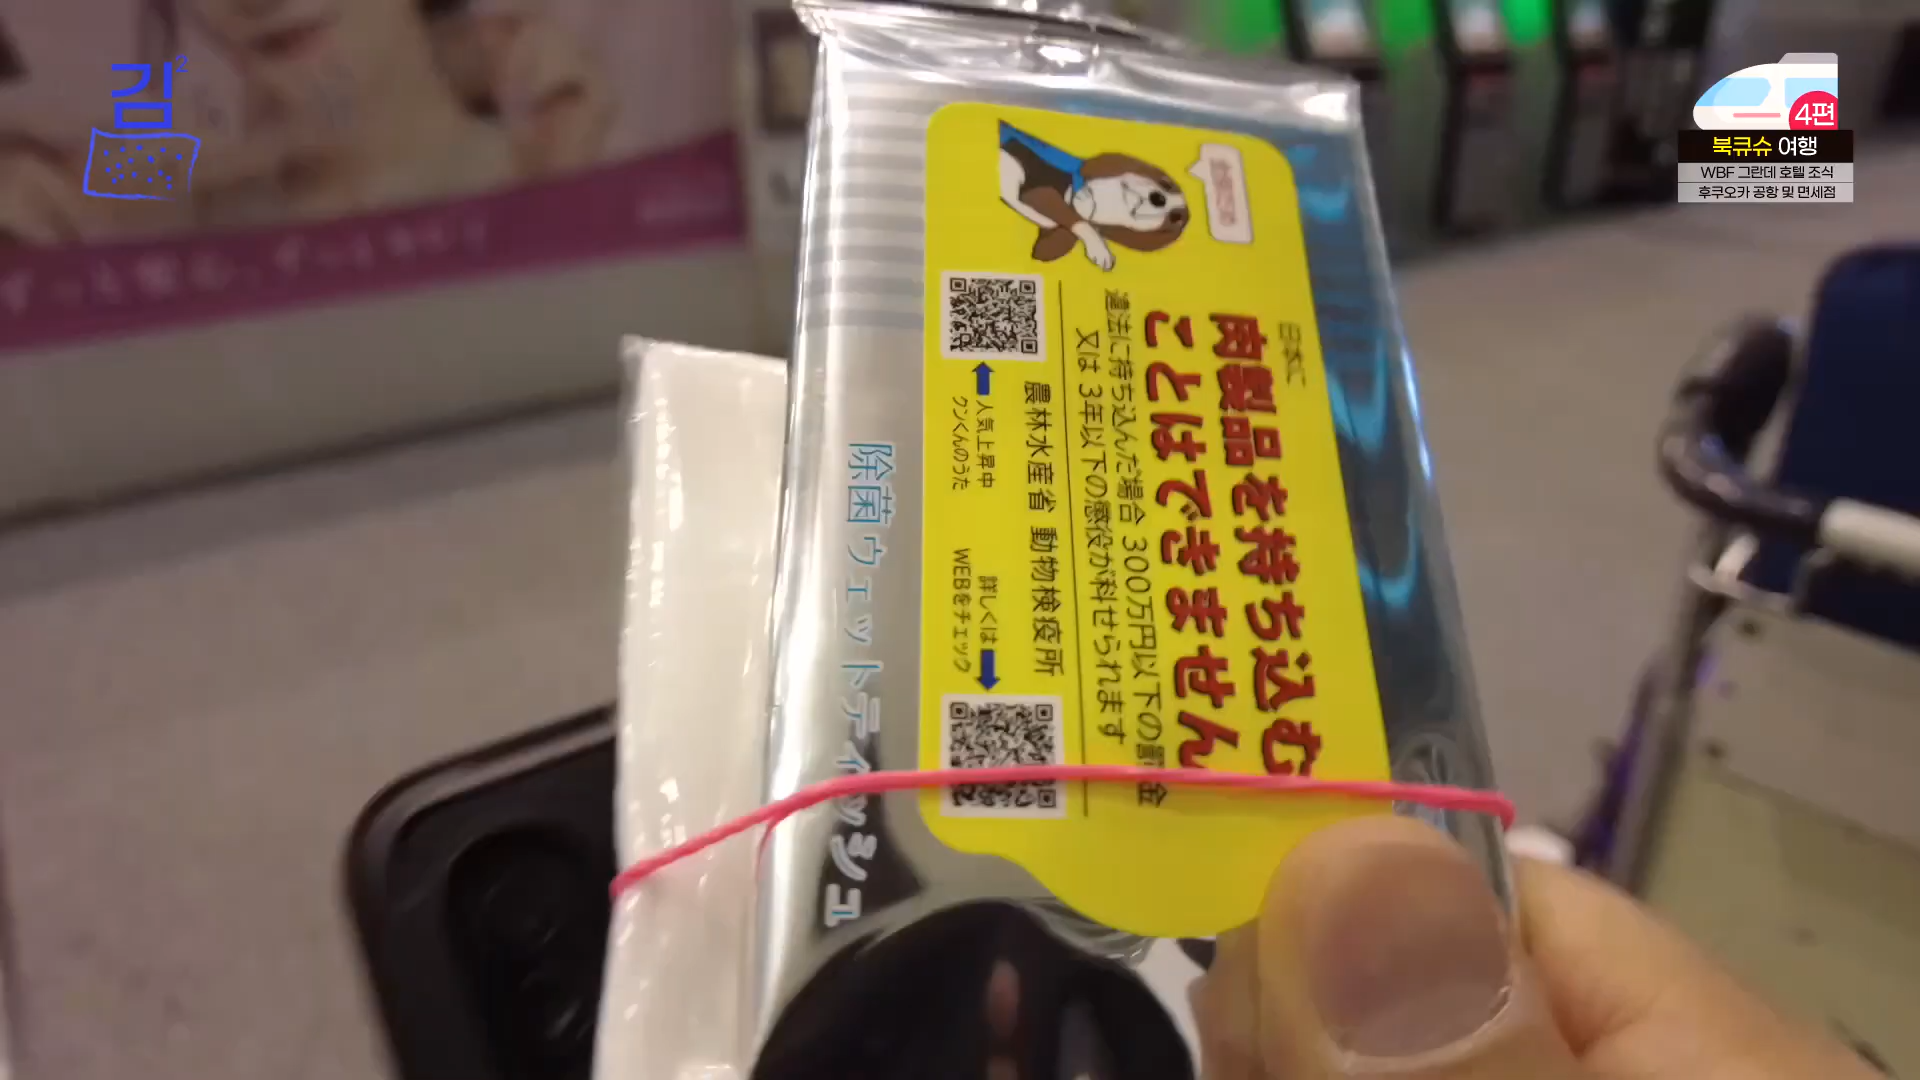 김²
4편
북큐슈 여행
WBF 그란데 호텔 조식
후쿠오카 공항 및 면세점
日本に
肉製品を持ち込む
ことはできません
違法に持ち込んだ場合 300万円以下の罰金
又は 3年以下の懲役が科せられます
農林水産省 動物検疫所
人気上昇中
クンくんのうた
詳しくは
WEBをチェック
除菌ウェットティッシュ